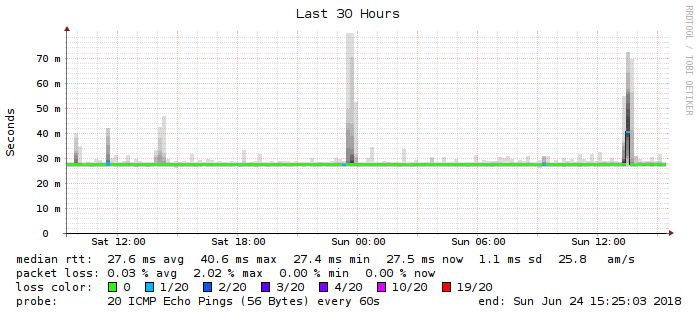 Last 30 Hours
RRDTOOL / TOBI OETIKER
Seconds
70 m
60 m
50 m
40 m
30 m
20 m
10 m
0
Sat 12:00 Sat 18:00 Sun 00:00 Sun 06:00 Sun 12:00
median rtt: 27.6 ms avg 40.6 ms max 27.4 ms min 27.5 ms now 1.1 ms sd 25.8 am/s
packet loss: 0.03 % avg 2.02 % max 0.00 % min 0.00 % now
loss color: 0 1/20 2/20 3/20 4/20 10/20 19/20
probe: 20 ICMP Echo Pings (56 Bytes) every 60s end: Sun Jun 24 15:25:03 2018